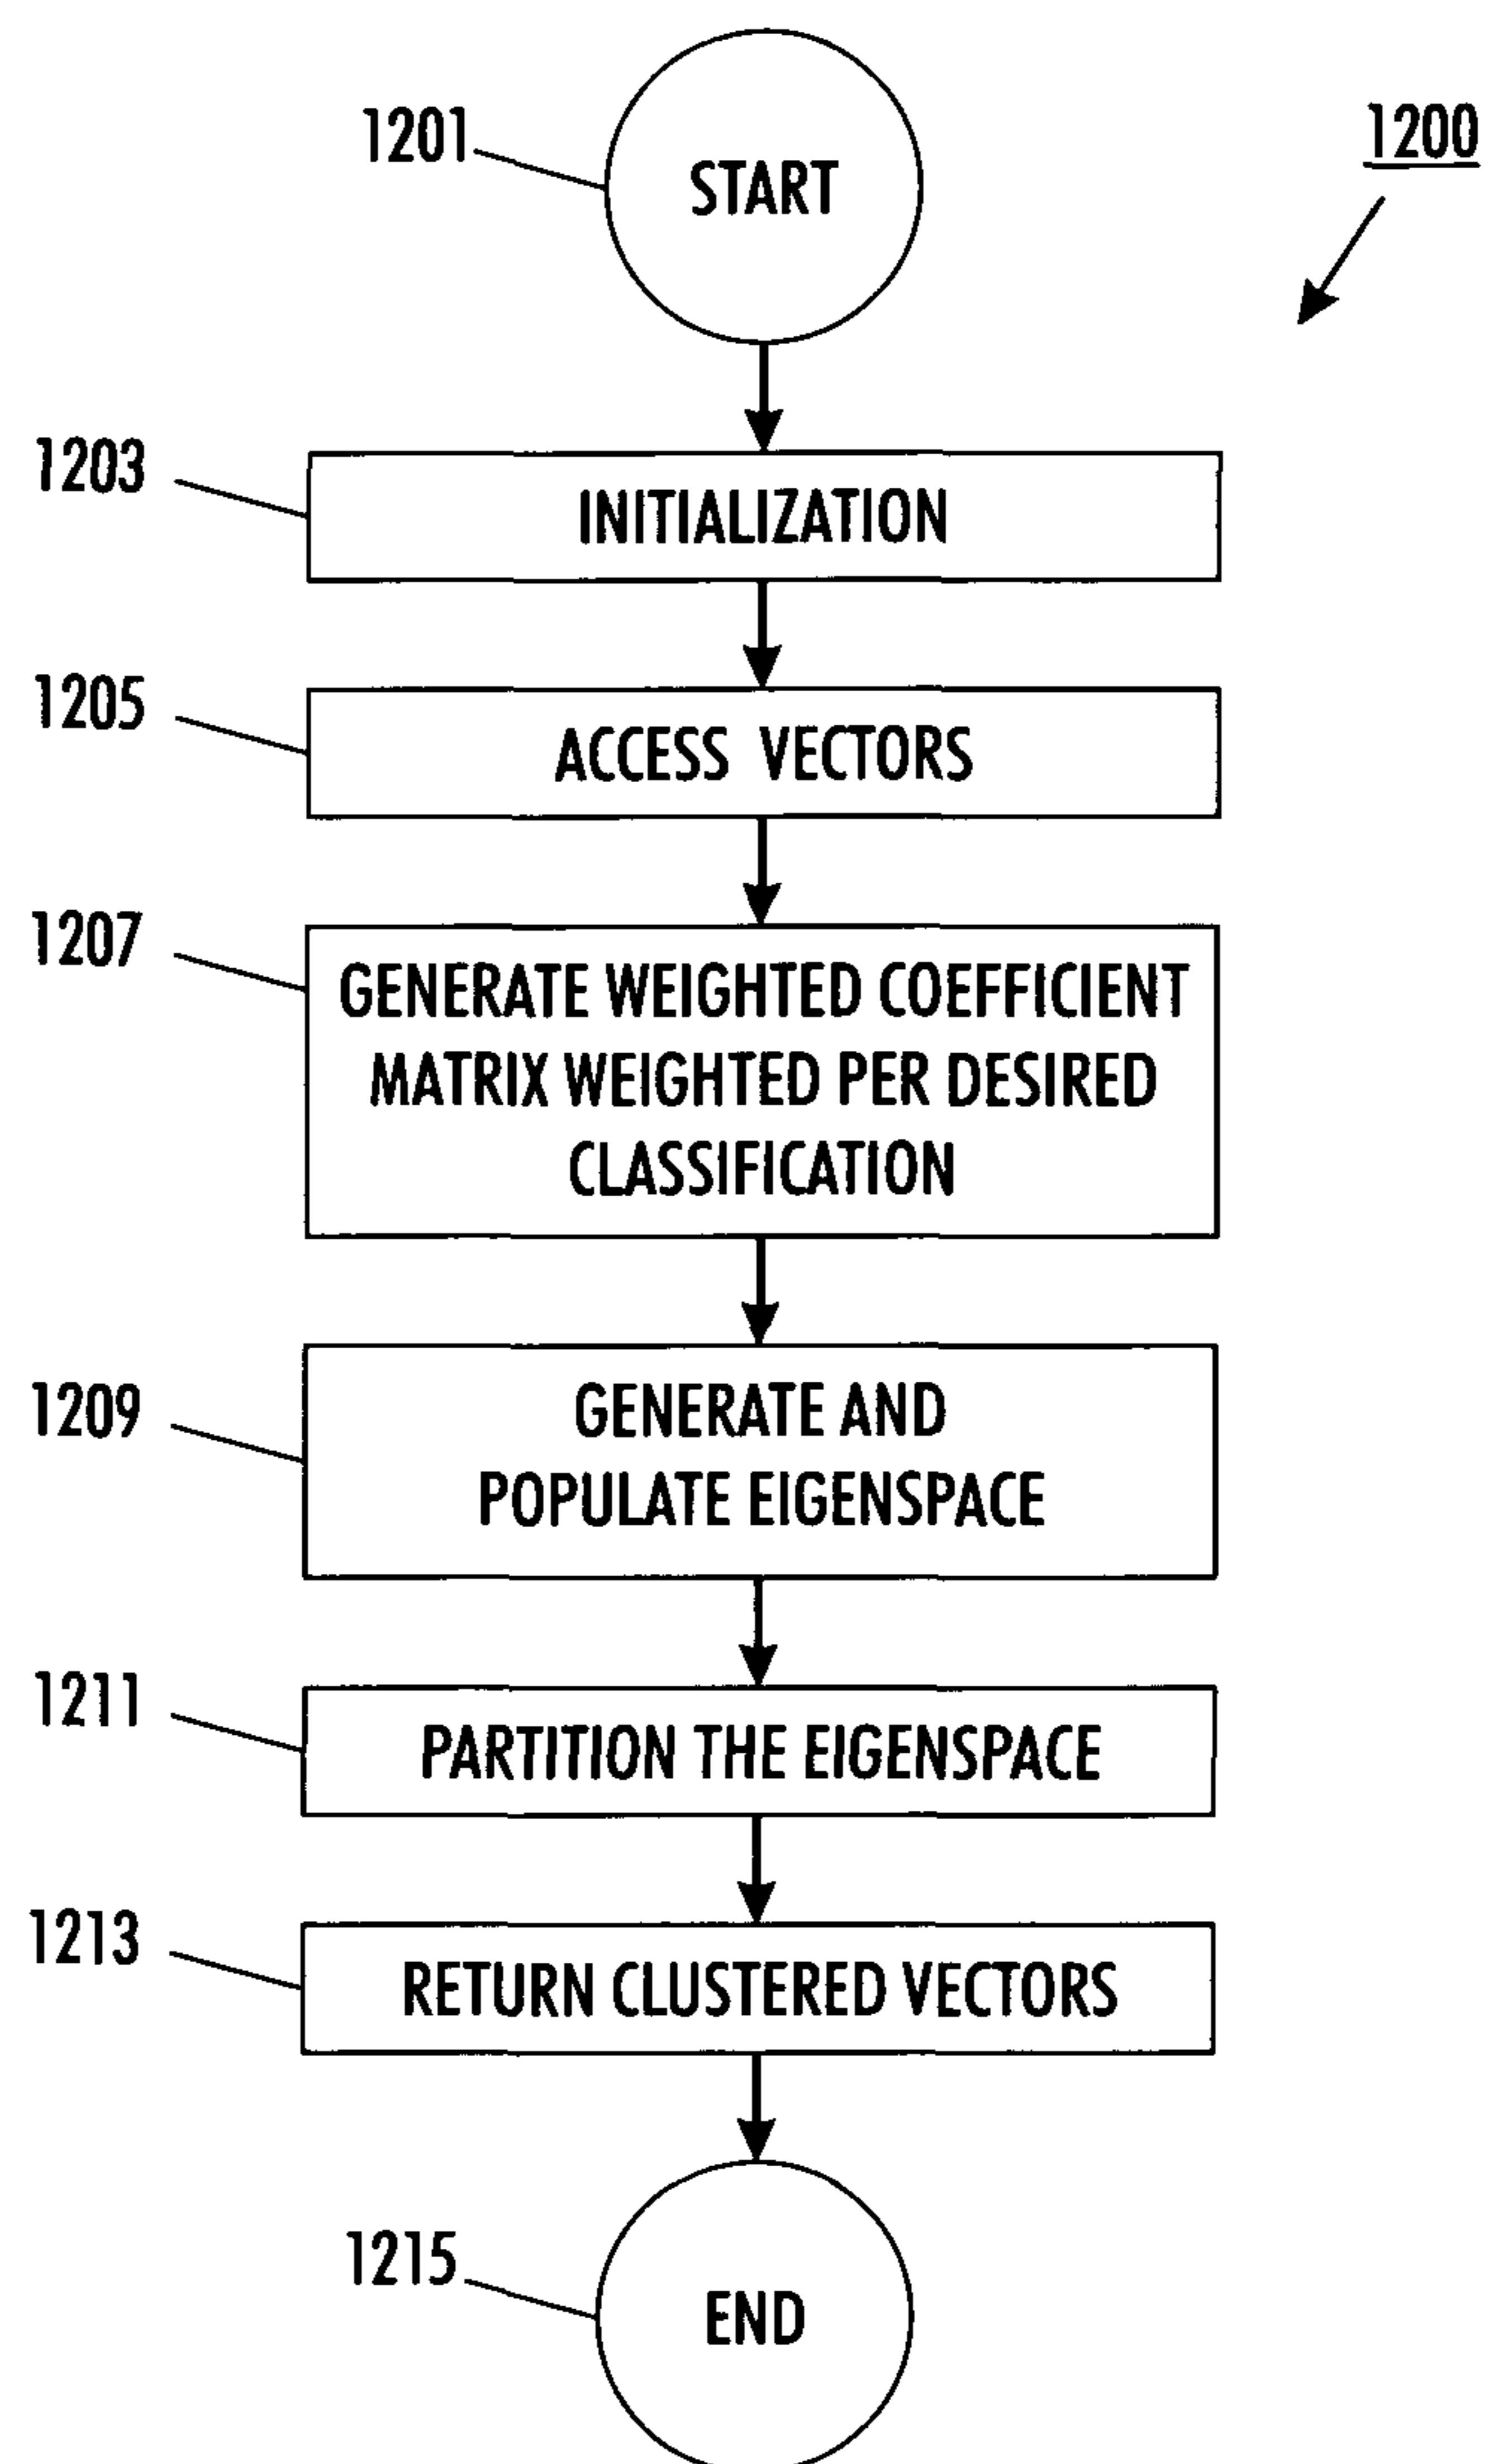 1201
START
1200
1203
INITIALIZATION
1205
ACCESS VECTORS
1207
GENERATE WEIGHTED COEFFICIENT
MATRIX WEIGHTED PER DESIRED
CLASSIFICATION
1209
GENERATE AND
POPULATE EIGENSPACE
1211
PARTITION THE EIGENSPACE
1213
RETURN CLUSTERED VECTORS
1215
END